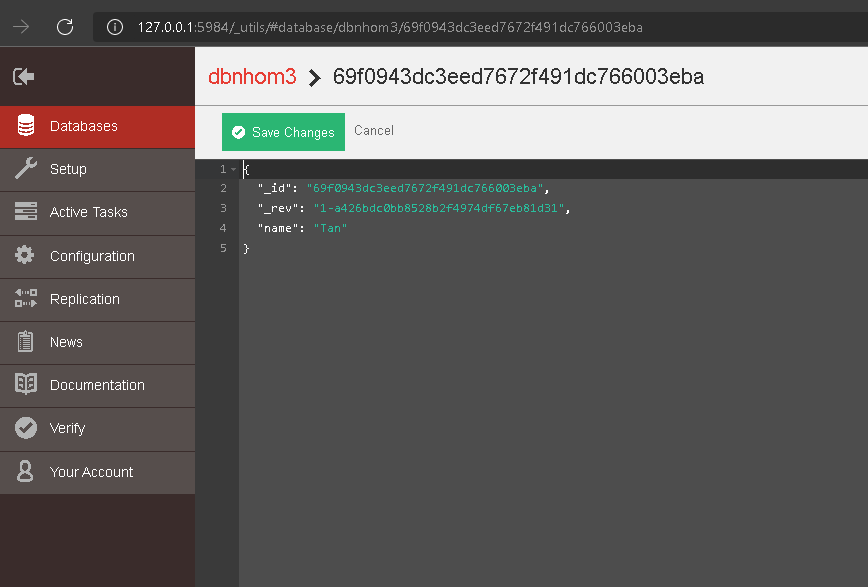 127.0.0.1:5984/_utils/#database/dbnhom3/69f0943dc3eed7672f491dc766003eba
dbnhom3 > 69f0943dc3eed7672f491dc766003eba
Save Changes Cancel
Databases
Setup
Active Tasks
Configuration
Replication
News
Documentation
Verify
Your Account
1 {
2 "_id": "69f0943dc3eed7672f491dc766003eba",
3 "_rev": "1-a426bdc0bb8528b2f4974df67eb81d31",
4 "name": "Tan"
5 }